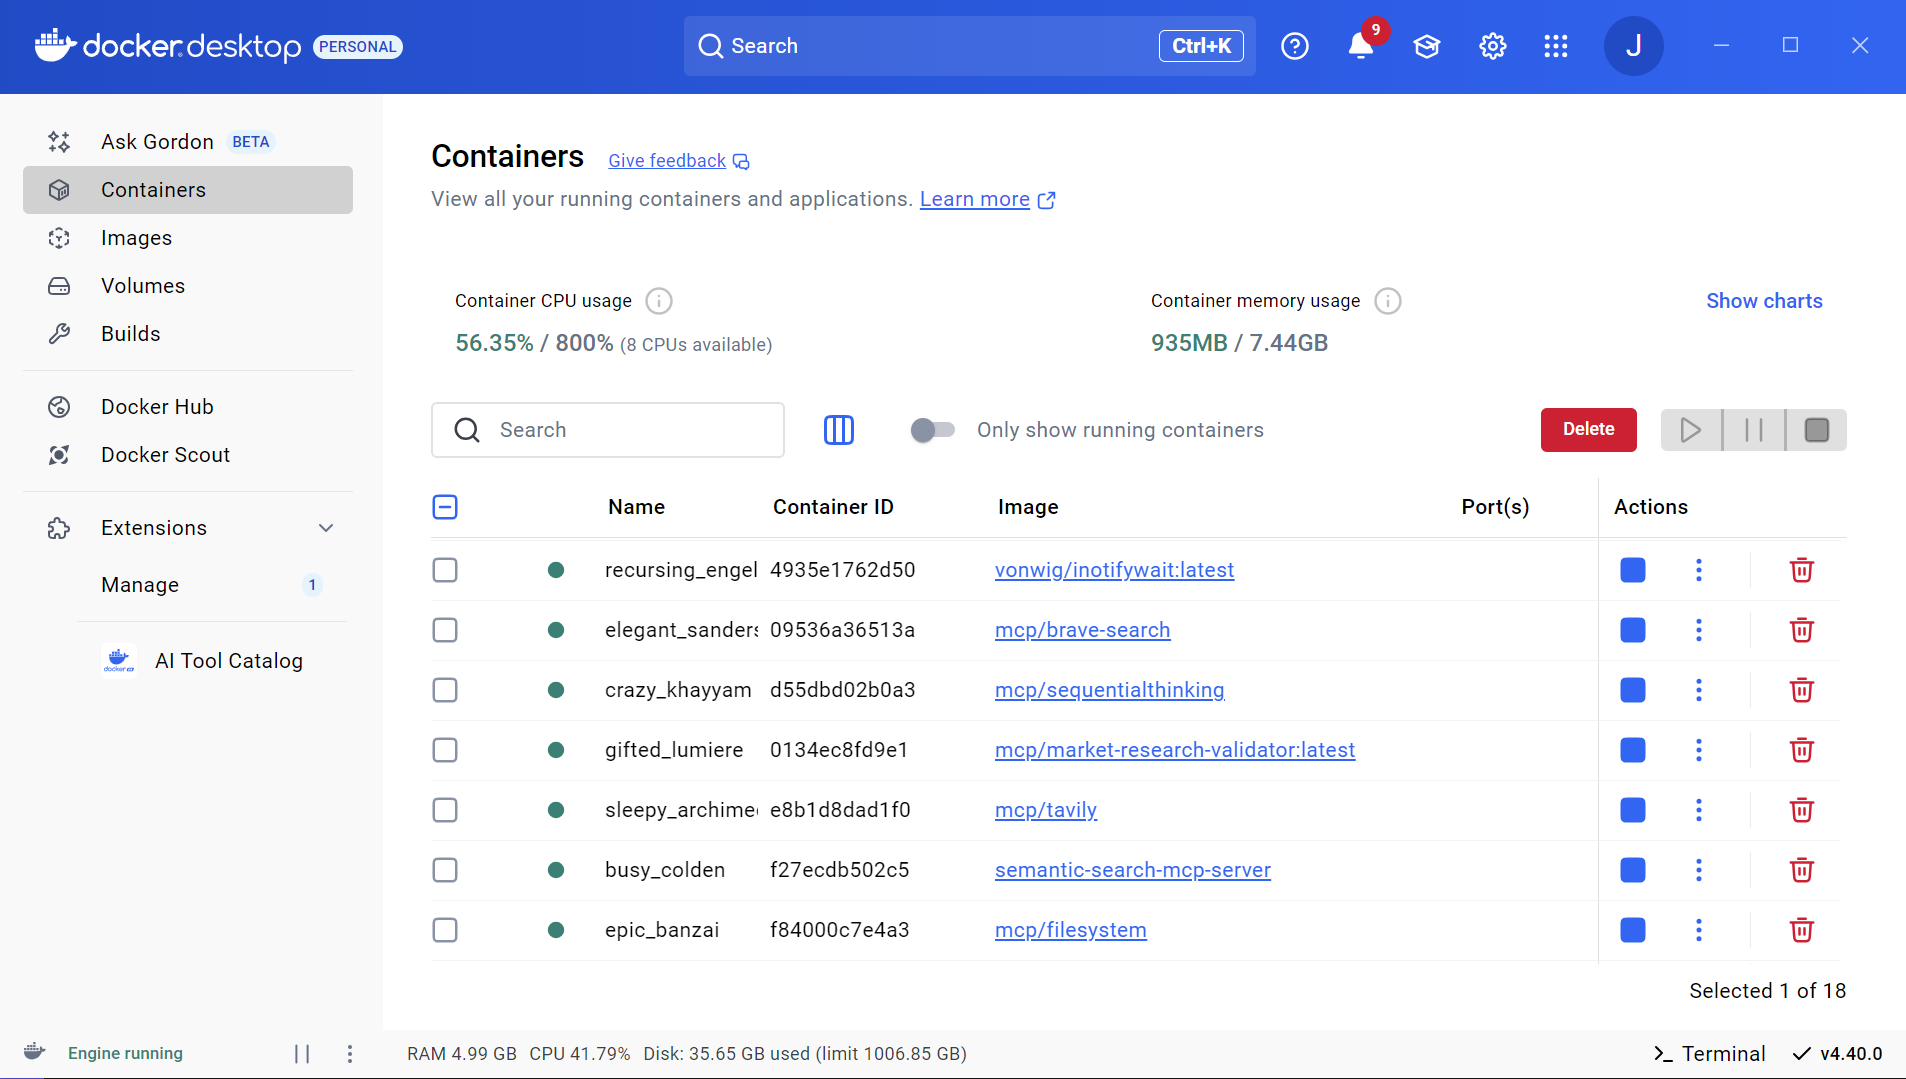 docker desktop PERSONAL
Search Ctrl+K
9
J
Ask Gordon BETA
Containers
Images
Volumes
Builds
Docker Hub
Docker Scout
Extensions
Manage 1
docker
AI Tool Catalog
Containers Give feedback
View all your running containers and applications. Learn more
Container CPU usage
56.35% / 800% (8 CPUs available)
Container memory usage
935MB / 7.44GB
Show charts
Search
Only show running containers
Delete
Name Container ID Image Port(s) Actions
recursing_engel 4935e1762d50 vonwig/inotifywait:latest
elegant_sanders 09536a36513a mcp/brave-search
crazy_khayyam d55dbd02b0a3 mcp/sequentialthinking
gifted_lumiere 0134ec8fd9e1 mcp/market-research-validator:latest
sleepy_archime e8b1d8dad1f0 mcp/tavily
busy_colden f27ecdb502c5 semantic-search-mcp-server
epic_banzai f84000c7e4a3 mcp/filesystem
Selected 1 of 18
Engine running
RAM 4.99 GB CPU 41.79% Disk: 35.65 GB used (limit 1006.85 GB)
Terminal
v4.40.0